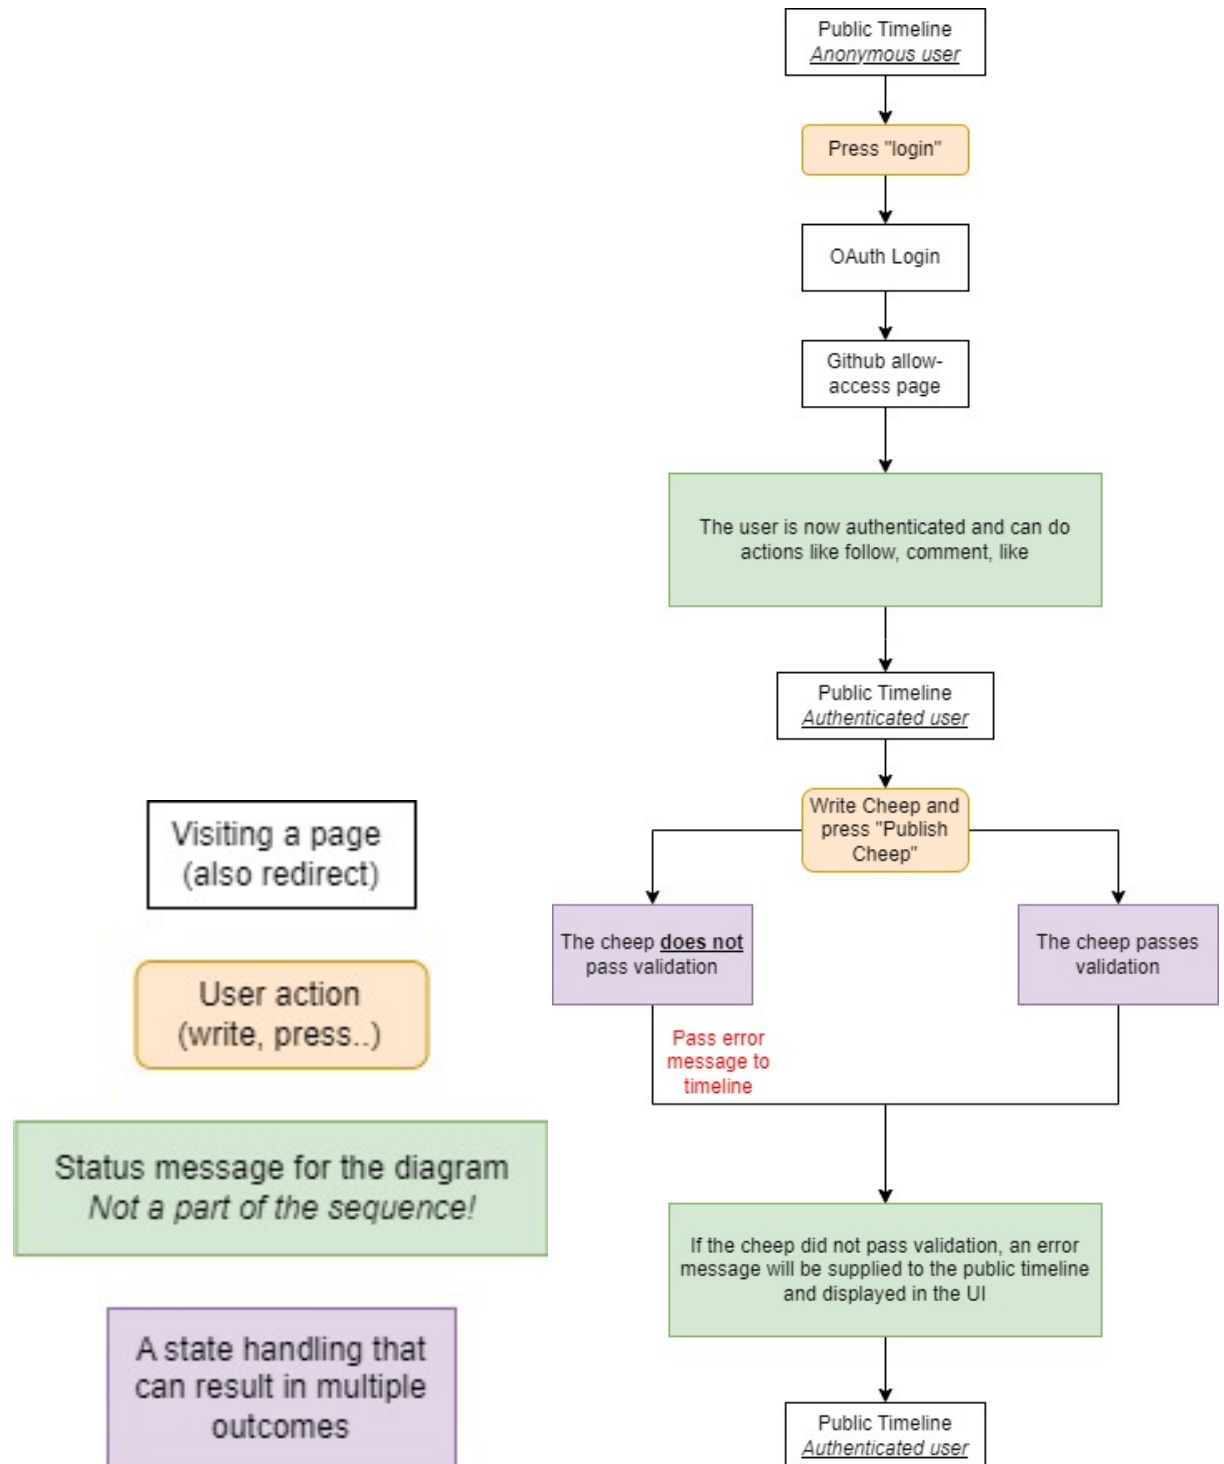 Public Timeline
Anonymous user
Press "login"
OAuth Login
Github allow-
access page
The user is now authenticated and can do
actions like follow, comment, like
Public Timeline
Authenticated user
Write Cheep and
press "Publish
Cheep"
The cheep does not
pass validation
The cheep passes
validation
Pass error
message to
timeline
If the cheep did not pass validation, an error
message will be supplied to the public timeline
and displayed in the UI
Public Timeline
Authenticated user
Visiting a page
(also redirect)
User action
(write, press..)
Status message for the diagram
Not a part of the sequence!
A state handling that
can result in multiple
outcomes